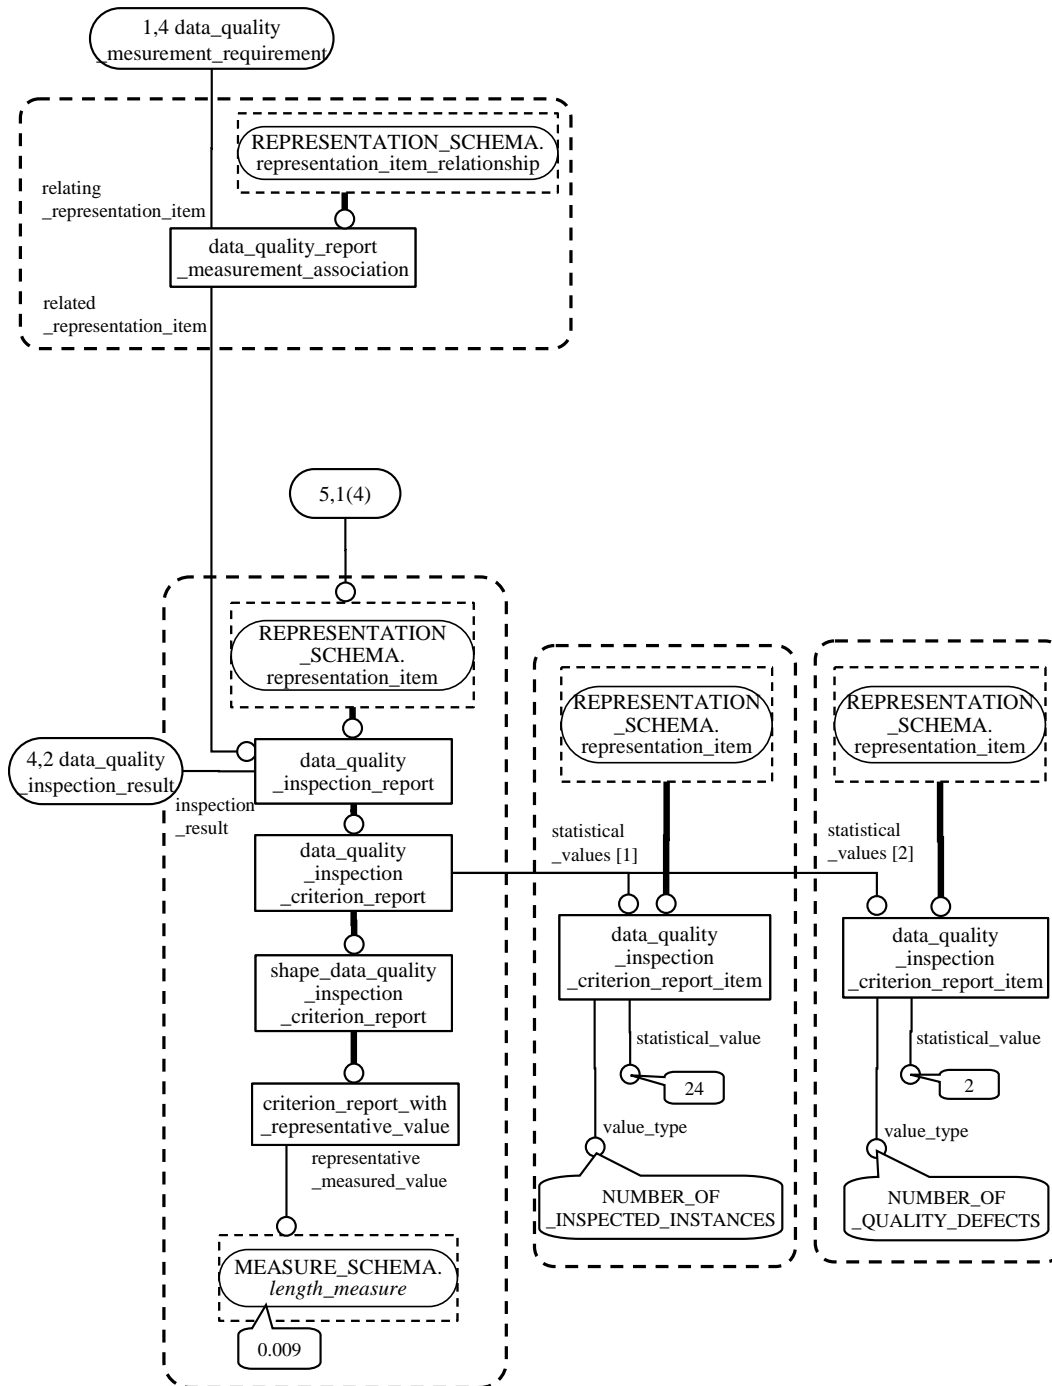 1,4 data_quality
_mesurement_requirement
REPRESENTATION_SCHEMA.
representation_item_relationship
relating
_representation_item
data_quality_report
_measurement_association
related
_representation_item
5,1(4)
REPRESENTATION
_SCHEMA.
representation_item
4,2 data_quality
_inspection_result
data_quality
_inspection_report
inspection
_result
data_quality
_inspection
_criterion_report
shape_data_quality
_inspection
_criterion_report
criterion_report_with
_representative_value
representative
_measured_value
MEASURE_SCHEMA.
length_measure
0.009
REPRESENTATION
_SCHEMA.
representation_item
statistical
_values [1]
data_quality
_inspection
_criterion_report_item
statistical_value
24
value_type
NUMBER_OF
_INSPECTED_INSTANCES
REPRESENTATION
_SCHEMA.
representation_item
statistical
_values [2]
data_quality
_inspection
_criterion_report_item
statistical_value
2
value_type
NUMBER_OF
_QUALITY_DEFECTS